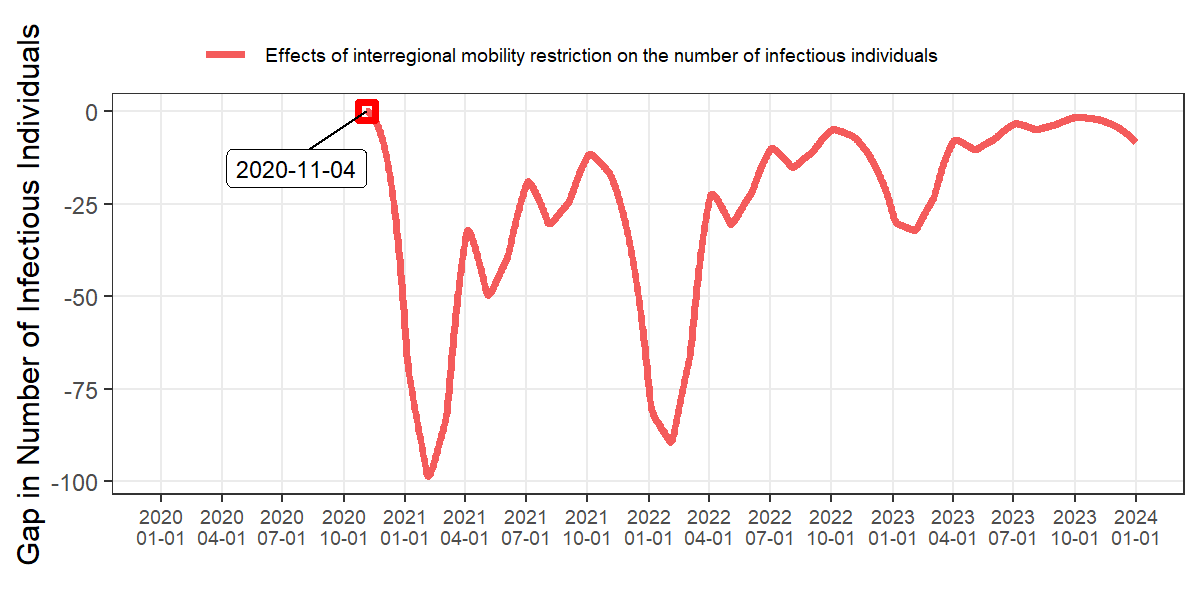 Effects of interregional mobility restriction on the number of infectious individuals
Gap in Number of Infectious Individuals
0
-25
-50
-75
-100
2020-11-04
2020 2020 2020 2020 2021 2021 2021 2021 2022 2022 2022 2022 2023 2023 2023 2023 2024
01-01 04-01 07-01 10-01 01-01 04-01 07-01 10-01 01-01 04-01 07-01 10-01 01-01 04-01 07-01 10-01 01-01